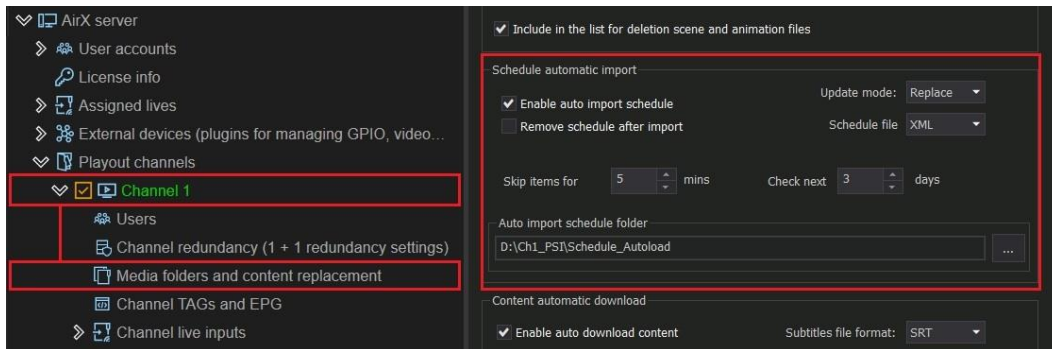 AirX server
User accounts
License info
Assigned lives
External devices (plugins for managing GPIO, video...
Playout channels
Channel 1
Users
Channel redundancy (1 + 1 redundancy settings)
Media folders and content replacement
Channel TAGs and EPG
Channel live inputs
Include in the list for deletion scene and animation files
Schedule automatic import
Enable auto import schedule
Update mode: Replace
Remove schedule after import
Schedule file XML
Skip items for 5 mins
Check next 3 days
Auto import schedule folder
D:\Ch1_PSI\Schedule_Autoload
...
Content automatic download
Enable auto download content
Subtitles file format: SRT